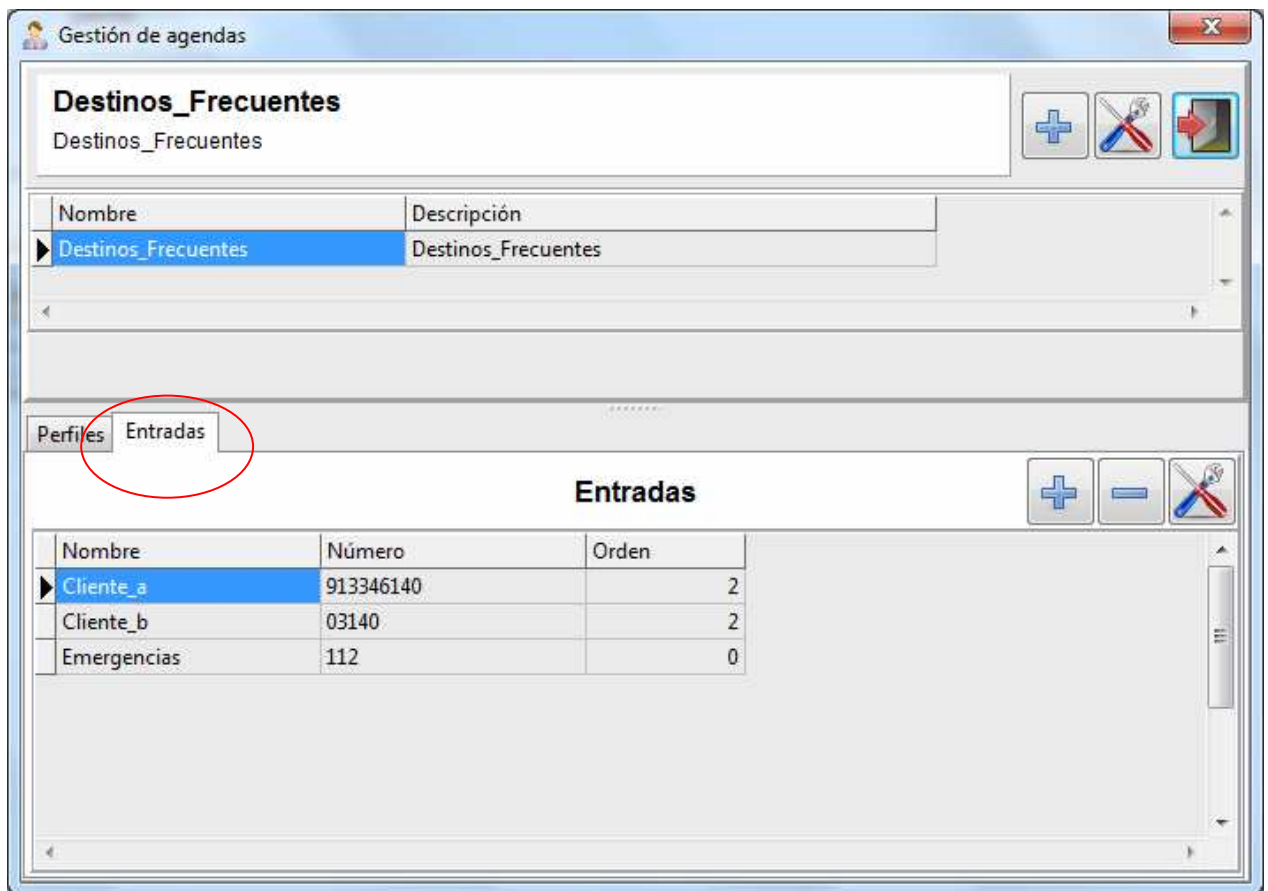 Gestión de agendas
Destinos_Frecuentes
Destinos_Frecuentes
Nombre Descripción
Destinos_Frecuentes Destinos_Frecuentes
Perfiles Entradas
Entradas
Nombre Número Orden
Cliente_a 913346140 2
Cliente_b 03140 2
Emergencias 112 0